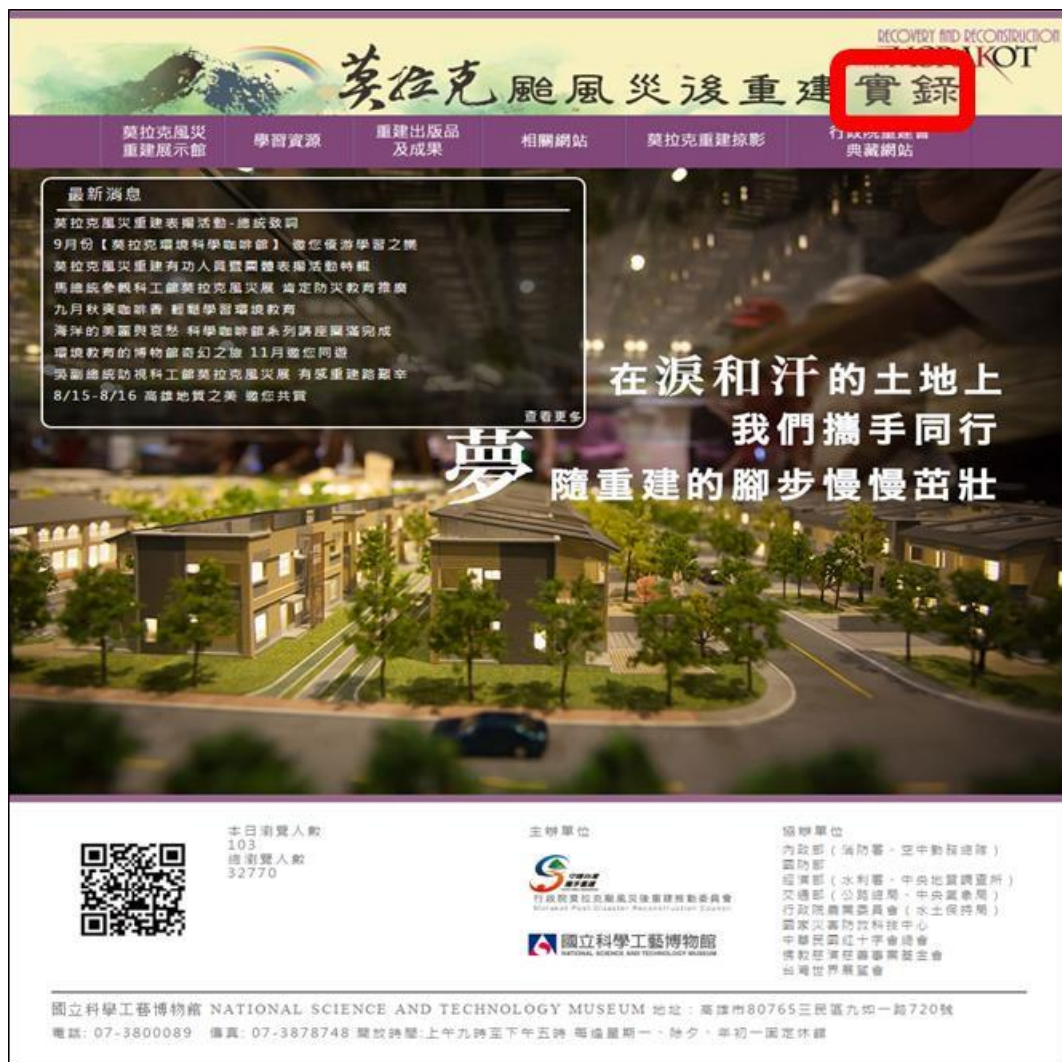 RECOVERY AND RECONSTRUCTION
莫拉克颱風災後重建實錄
莫拉克風災
重建展示館
學習資源
重建出版品
及成果
相關網站
莫拉克重建掠影
典藏網站
最新消息
莫拉克風災重建表揚活動-總統致詞
9月份【莫拉克環境科學咖啡館】 邀您優游學習之樂
莫拉克風災重建有功人員暨團體表揚活動特輯
馬總統參觀科工館莫拉克風災展 肯定防災教育推廣
九月秋爽咖啡香 輕鬆學習環境教育
海洋的美麗與哀愁 科學咖啡館系列講座圓滿完成
環境教育的博物館奇幻之旅 11月邀您同遊
吳副總統訪視科工館莫拉克風災展 有感重建路艱辛
8/15-8/16 高雄地質之美 邀您共賞
查看更多
在淚和汗的土地上
我們攜手同行
夢隨重建的腳步慢慢茁壯
本日瀏覽人數
103
總瀏覽人數
32770
主辦單位
行政院莫拉克颱風災後重建推動委員會
Morakot Post-Disaster Reconstruction Council
國立科學工藝博物館
NATIONAL SCIENCE AND TECHNOLOGY MUSEUM
協辦單位
內政部（消防署、空中勤務總隊）
國防部
經濟部（水利署、中央地質調查所）
交通部（公路總局、中央氣象局）
行政院農業委員會（水土保持局）
國家災害防救科技中心
中華民國紅十字會總會
佛教慈濟慈善事業基金會
台灣世界展望會
國立科學工藝博物館 NATIONAL SCIENCE AND TECHNOLOGY MUSEUM 地址：高雄市80765三民區九如一路720號
電話: 07-3800089 傳真: 07-3878748 開放時間:上午九時至下午五時 每逢星期一、除夕、年初一固定休館